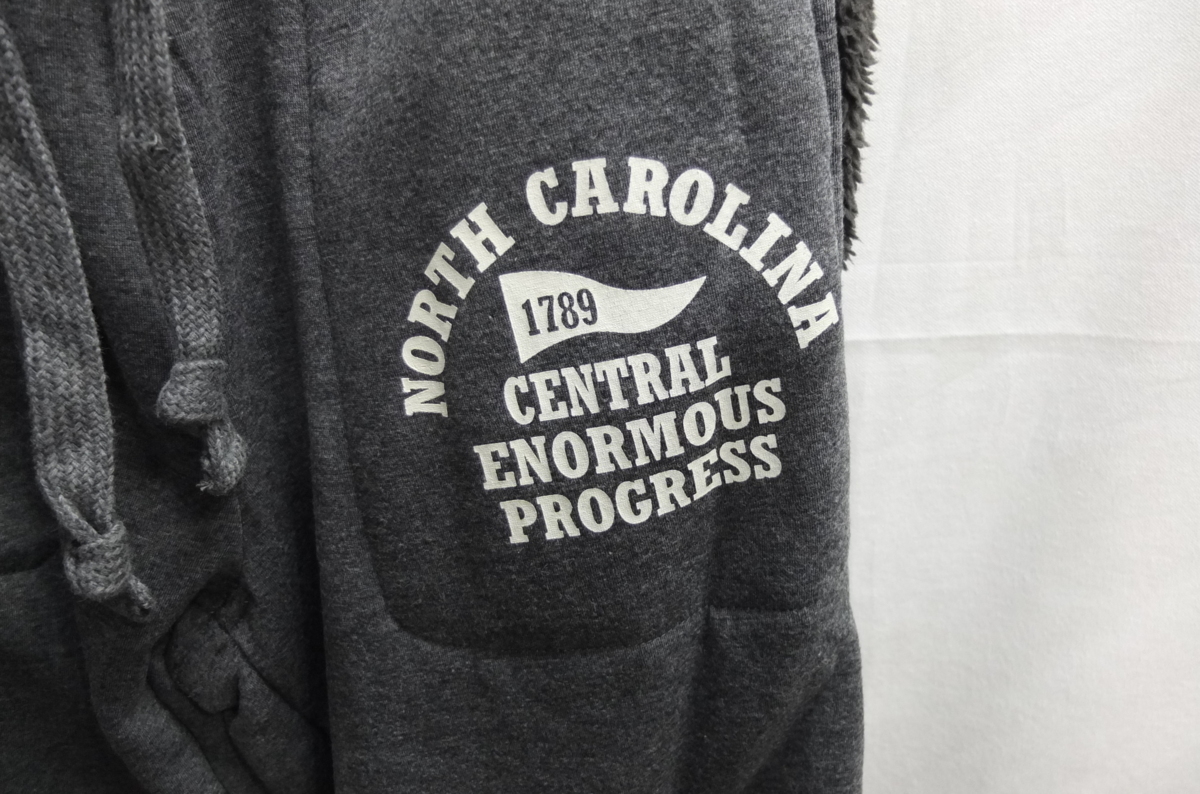 NORTH CAROLINA
1789
CENTRAL
ENORMOUS
PROGRESS